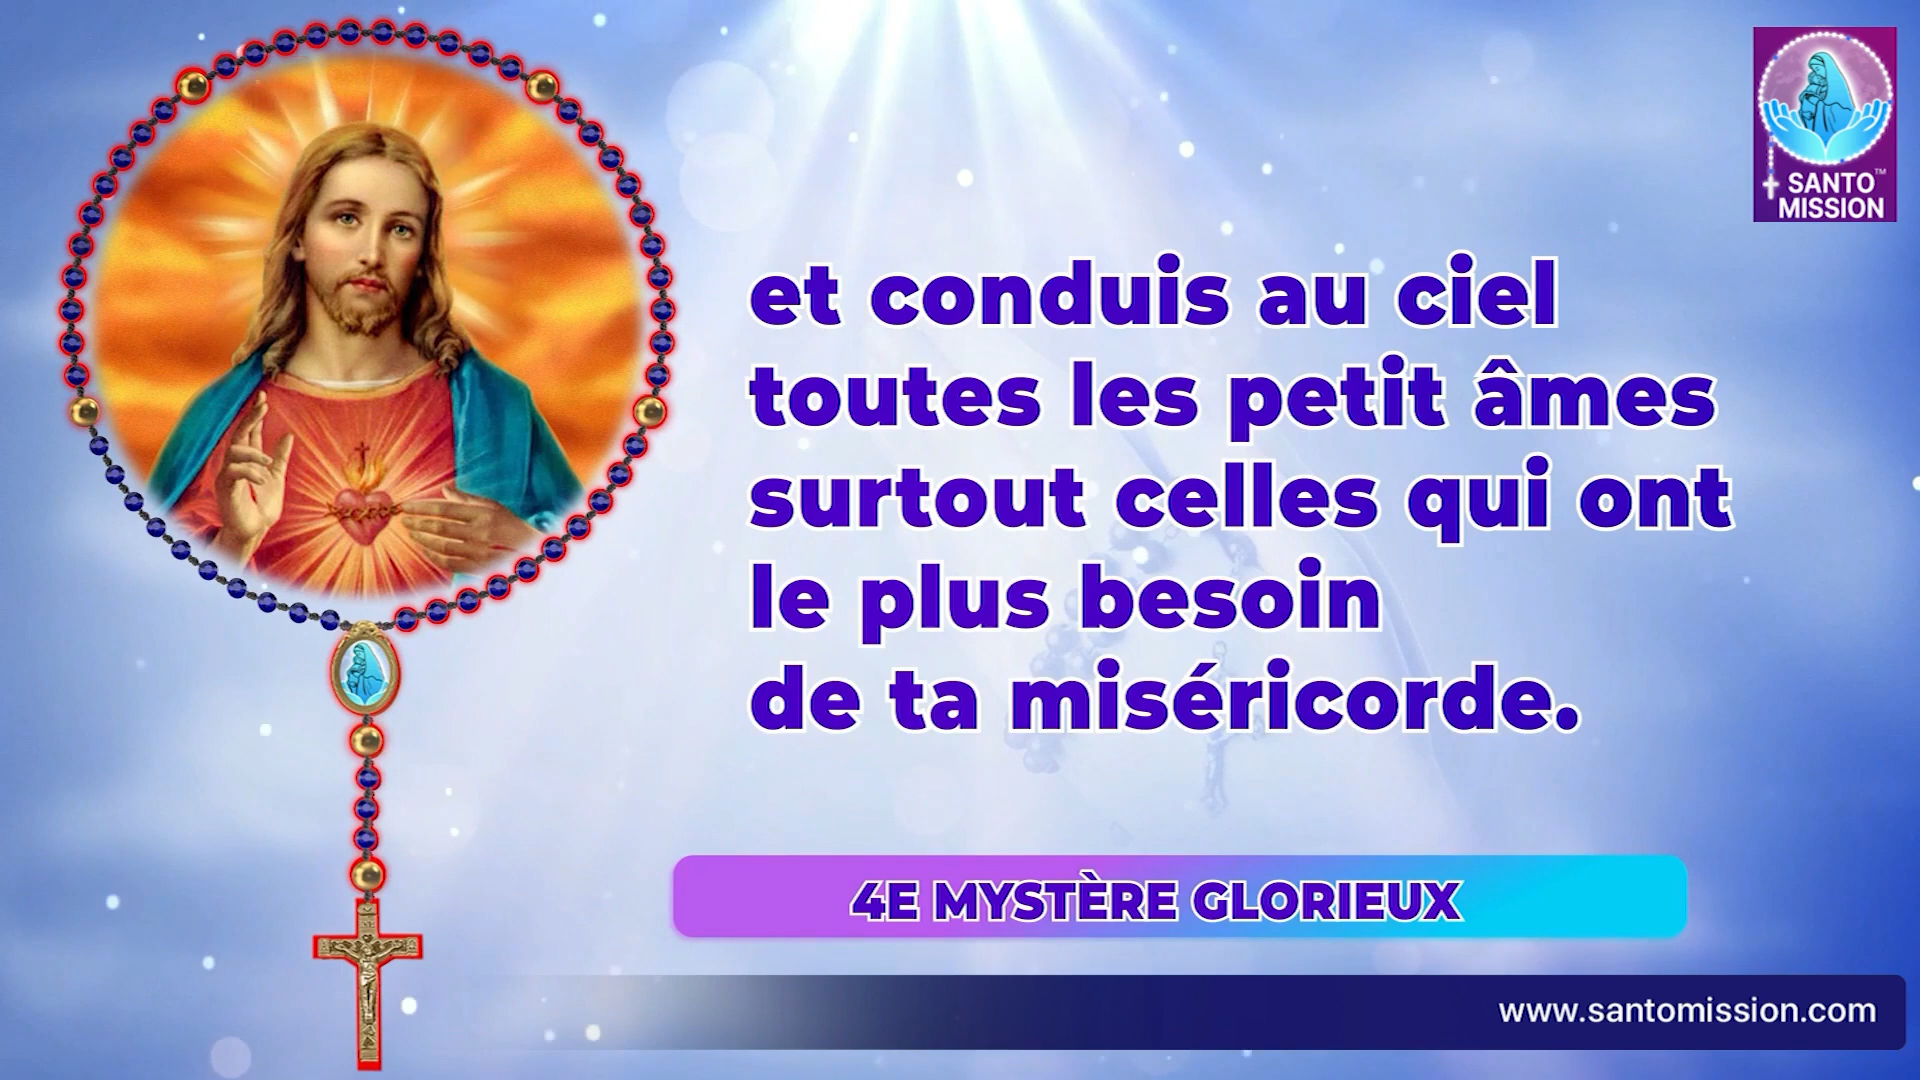 SANTO™
MISSION
et conduis au ciel
toutes les petit âmes
surtout celles qui ont
le plus besoin
de ta miséricorde.
4E MYSTÈRE GLORIEUX
www.santomission.com